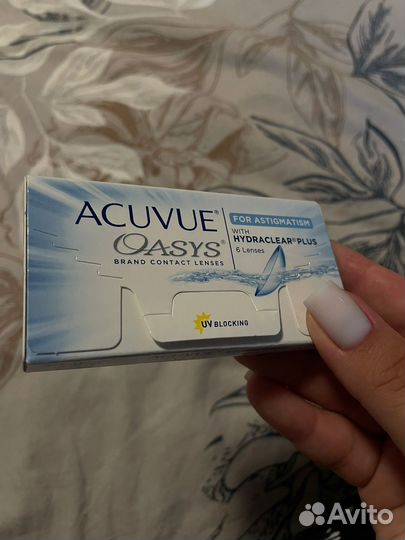 ACUVUE®
OASYS®
BRAND CONTACT LENSES
FOR ASTIGMATISM
WITH
HYDRACLEAR® PLUS
6 Lenses
UV BLOCKING
Avito